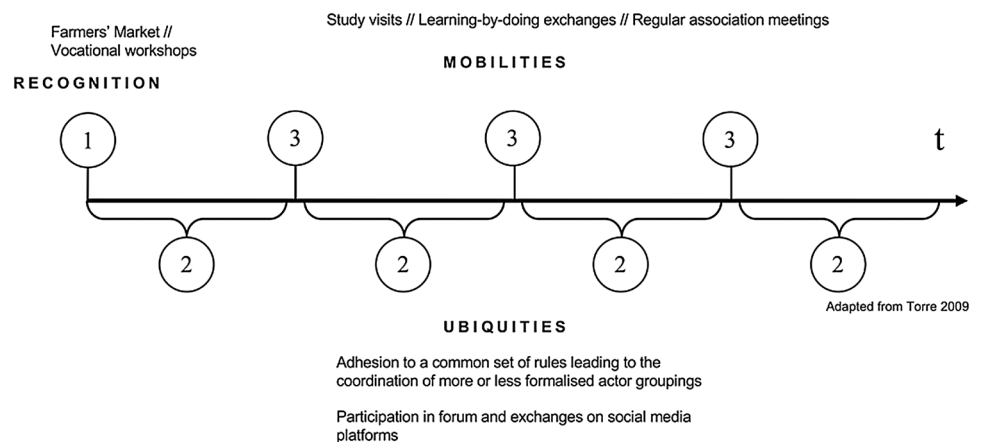 Study visits // Learning-by-doing exchanges // Regular association meetings
Farmers' Market //
Vocational workshops
MOBILITIES
RECOGNITION
1
3
3
3
t
2
2
2
2
Adapted from Torre 2009
UBIQUITIES
Adhesion to a common set of rules leading to the
coordination of more or less formalised actor groupings
Participation in forum and exchanges on social media
platforms